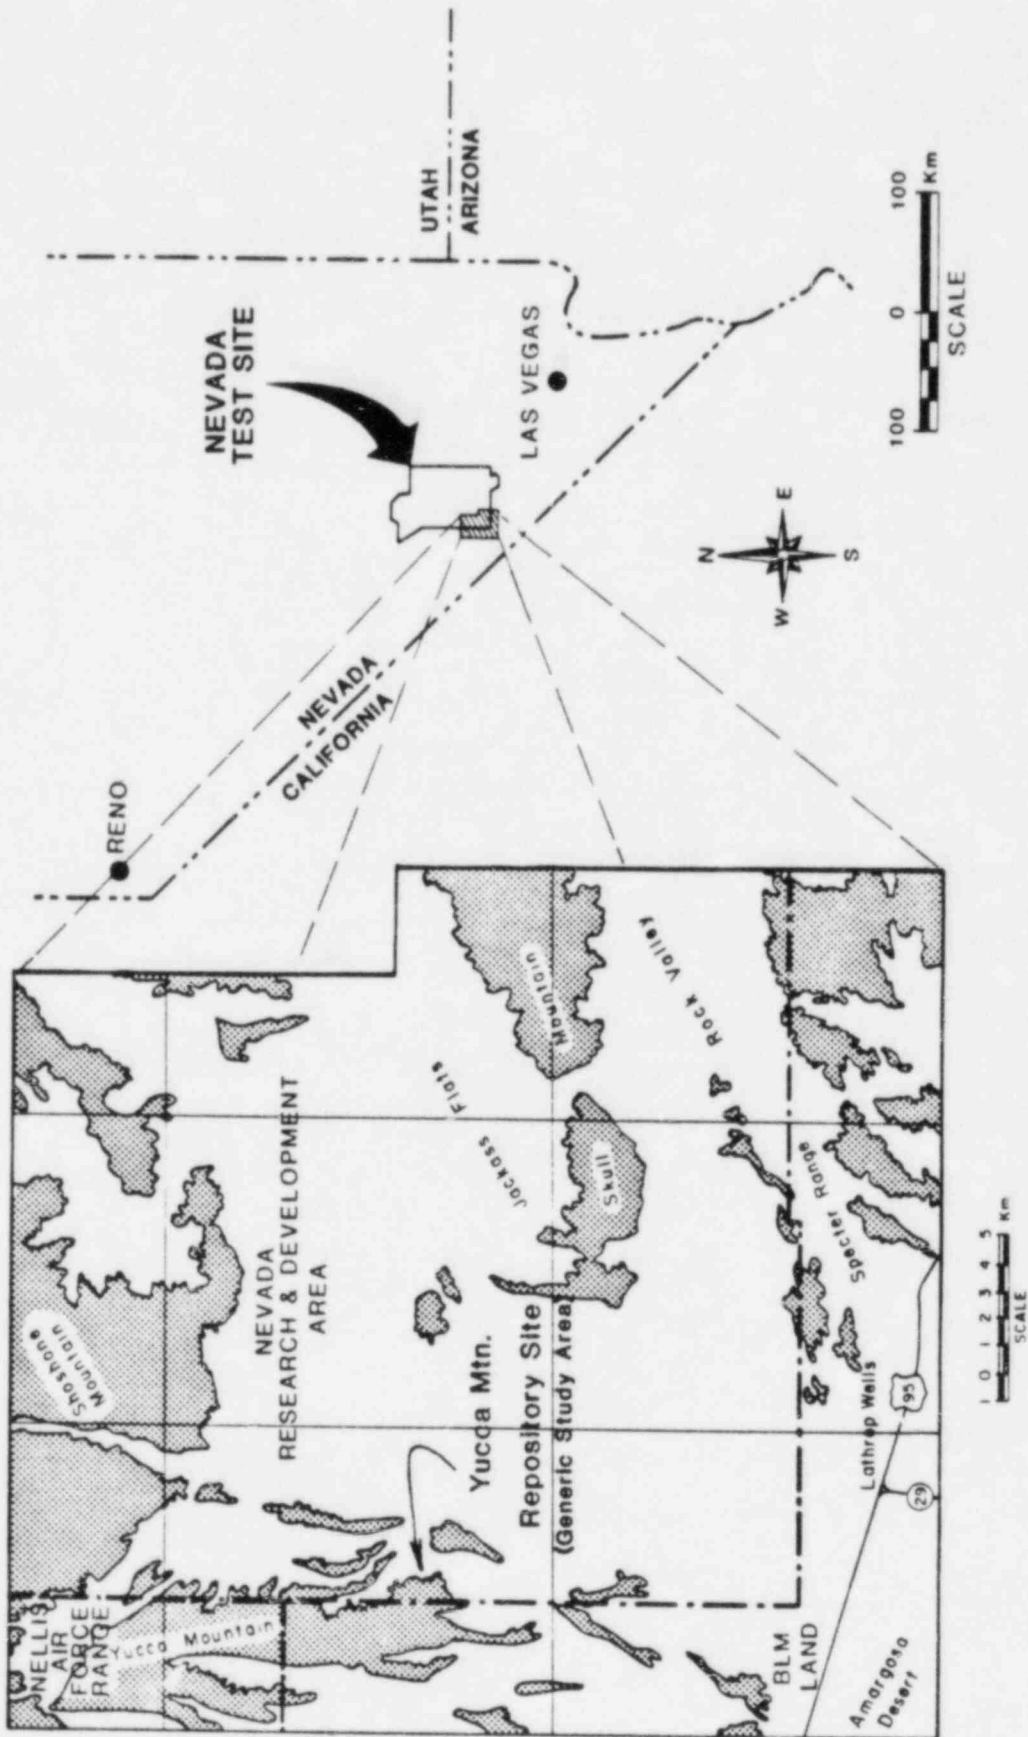 RENO
NEVADA
CALIFORNIA
NEVADA
TEST SITE
UTAH
ARIZONA
LAS VEGAS
N
W
E
S
100
0
100
Km
SCALE
NELLIS
AIR
FORCE
RANGE
Yucca Mountain
Shoshone
Mountain
NEVADA
RESEARCH & DEVELOPMENT
AREA
Yucca Mtn.
Repository Site
(Generic Study Area)
Jackass Flats
Skull
Mountain
Rock Valley
Specter Range
Lathrop Wells
BLM
LAND
Amargosa
Desert
95
29
1 0 1 2 3 4 5
Km
SCALE